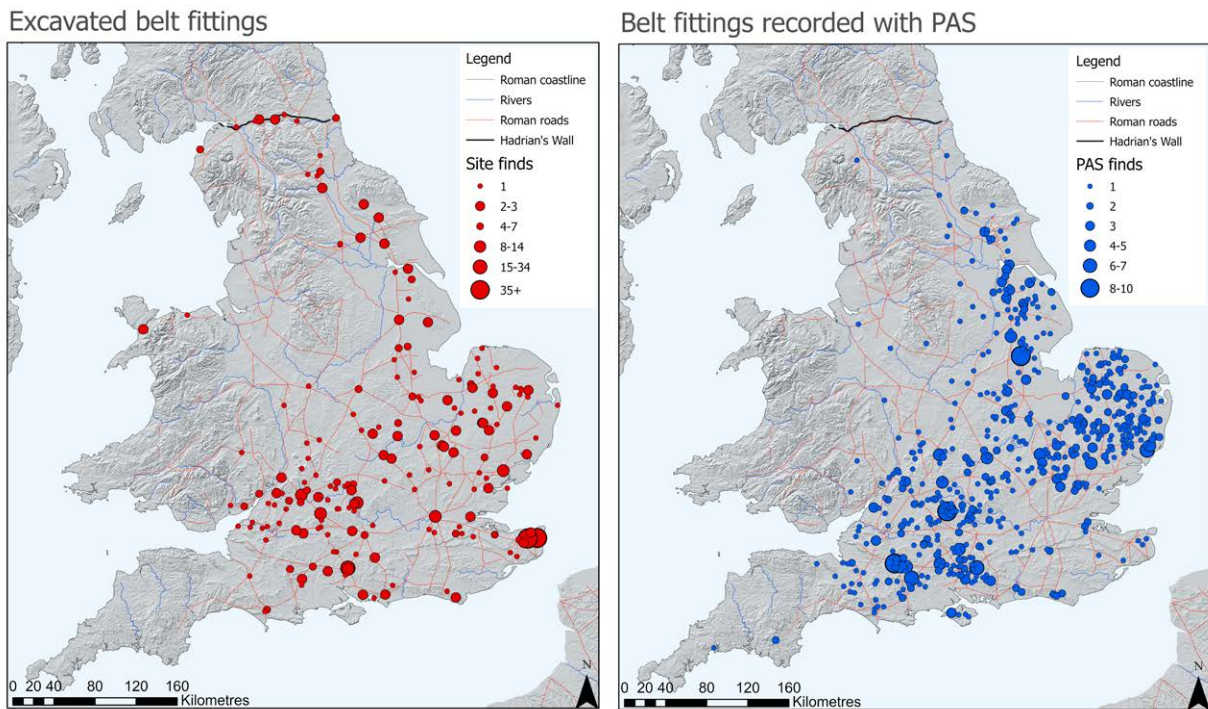 Excavated belt fittings
Legend
Roman coastline
Rivers
Roman roads
Hadrian's Wall
Site finds
1
2-3
4-7
8-14
15-34
35+
N
0 20 40 80 120 160
Kilometres
Belt fittings recorded with PAS
Legend
Roman coastline
Rivers
Roman roads
Hadrian's Wall
PAS finds
1
2
3
4-5
6-7
8-10
N
0 20 40 80 120 160
Kilometres